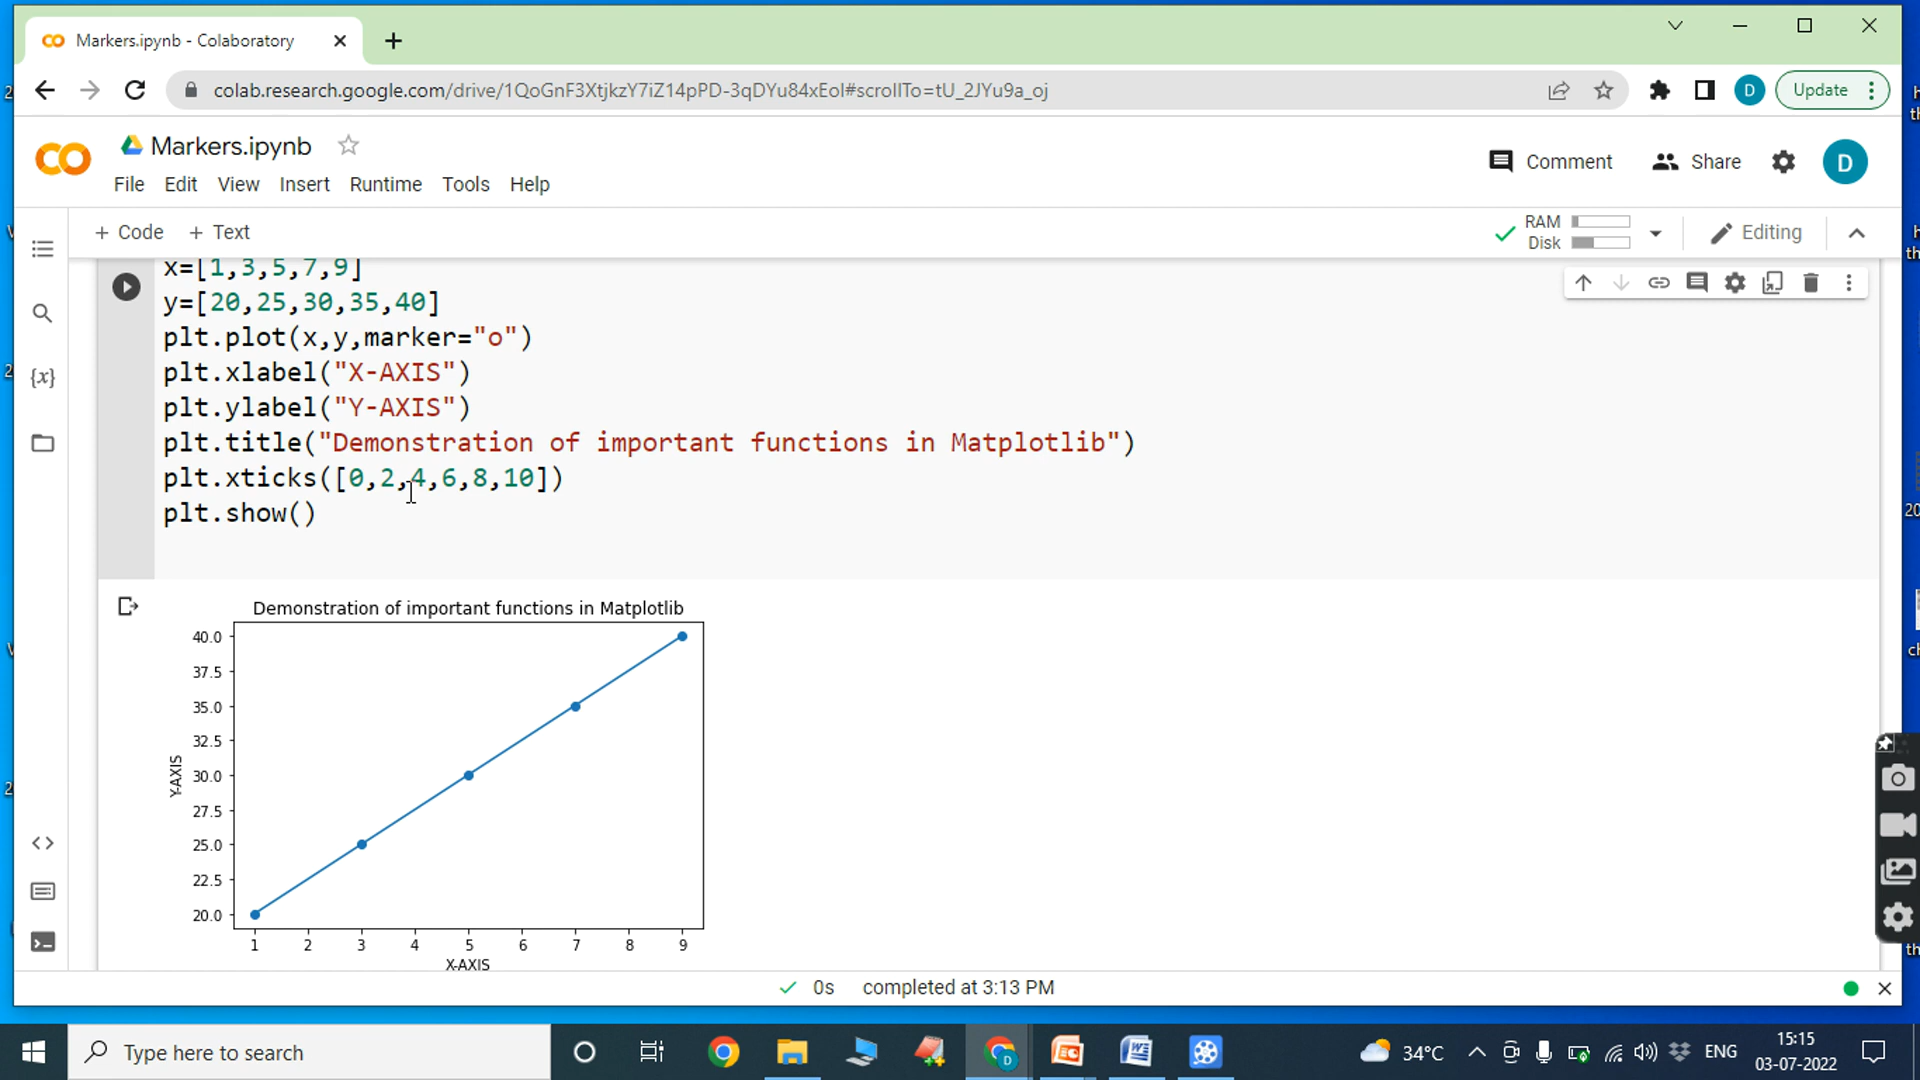 Markers.ipynb - Colaboratory
colab.research.google.com/drive/1QoGnF3XtjkzY7iZ14pPD-3qDYu84xEoI#scrollTo=tU_2JYu9a_oj
D
Update
Markers.ipynb
Comment
Share
D
File Edit View Insert Runtime Tools Help
+ Code + Text
RAM
Disk
Editing
x=[1,3,5,7,9]
y=[20,25,30,35,40]
plt.plot(x,y,marker="o")
plt.xlabel("X-AXIS")
plt.ylabel("Y-AXIS")
plt.title("Demonstration of important functions in Matplotlib")
plt.xticks([0,2,4,6,8,10])
plt.show()
Demonstration of important functions in Matplotlib
40.0
37.5
35.0
32.5
30.0
27.5
25.0
22.5
20.0
Y-AXIS
1 2 3 4 5 6 7 8 9
X-AXIS
0s completed at 3:13 PM
Type here to search
34°C
ENG
15:15
03-07-2022